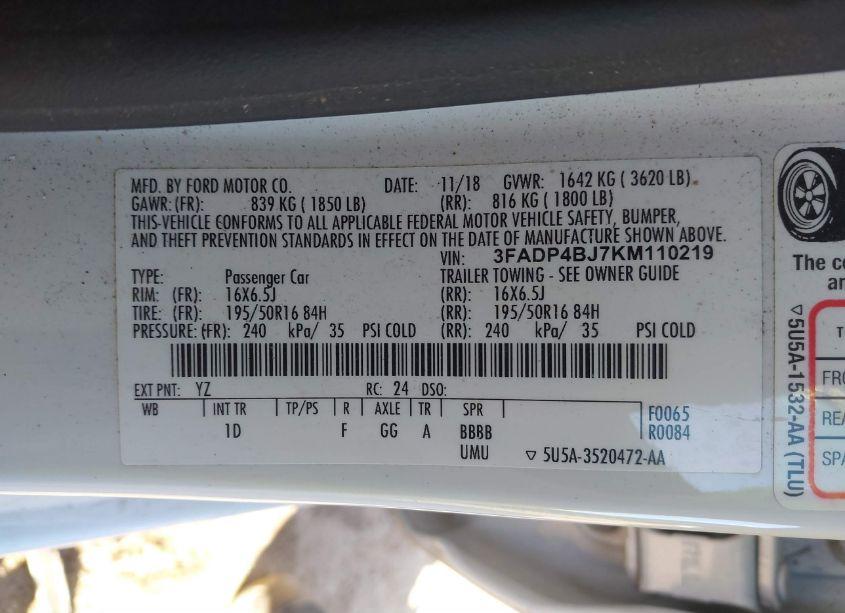 MFD. BY FORD MOTOR CO. DATE: 11/18 GVWR: 1642 KG ( 3620 LB)
GAWR: (FR): 839 KG ( 1850 LB) (RR): 816 KG ( 1800 LB)
THIS-VEHICLE CONFORMS TO ALL APPLICABLE FEDERAL MOTOR VEHICLE SAFETY, BUMPER,
AND THEFT PREVENTION STANDARDS IN EFFECT ON THE DATE OF MANUFACTURE SHOWN ABOVE.
VIN: 3FADP4BJ7KM110219
TYPE: Passenger Car TRAILER TOWING - SEE OWNER GUIDE
RIM: (FR): 16X6.5J (RR): 16X6.5J
TIRE: (FR): 195/50R16 84H (RR): 195/50R16 84H
PRESSURE: (FR): 240 kPa/ 35 PSI COLD (RR): 240 kPa/ 35 PSI COLD
EXT PNT: YZ RC: 24 DSO:
WB INT TR TP/PS R AXLE TR SPR F0065
1D F GG A BBBB R0084
UMU ▽ 5U5A-3520472-AA
The co
an
▽5U5A-1532-AA (TLU)
T
FRO
REA
SPA